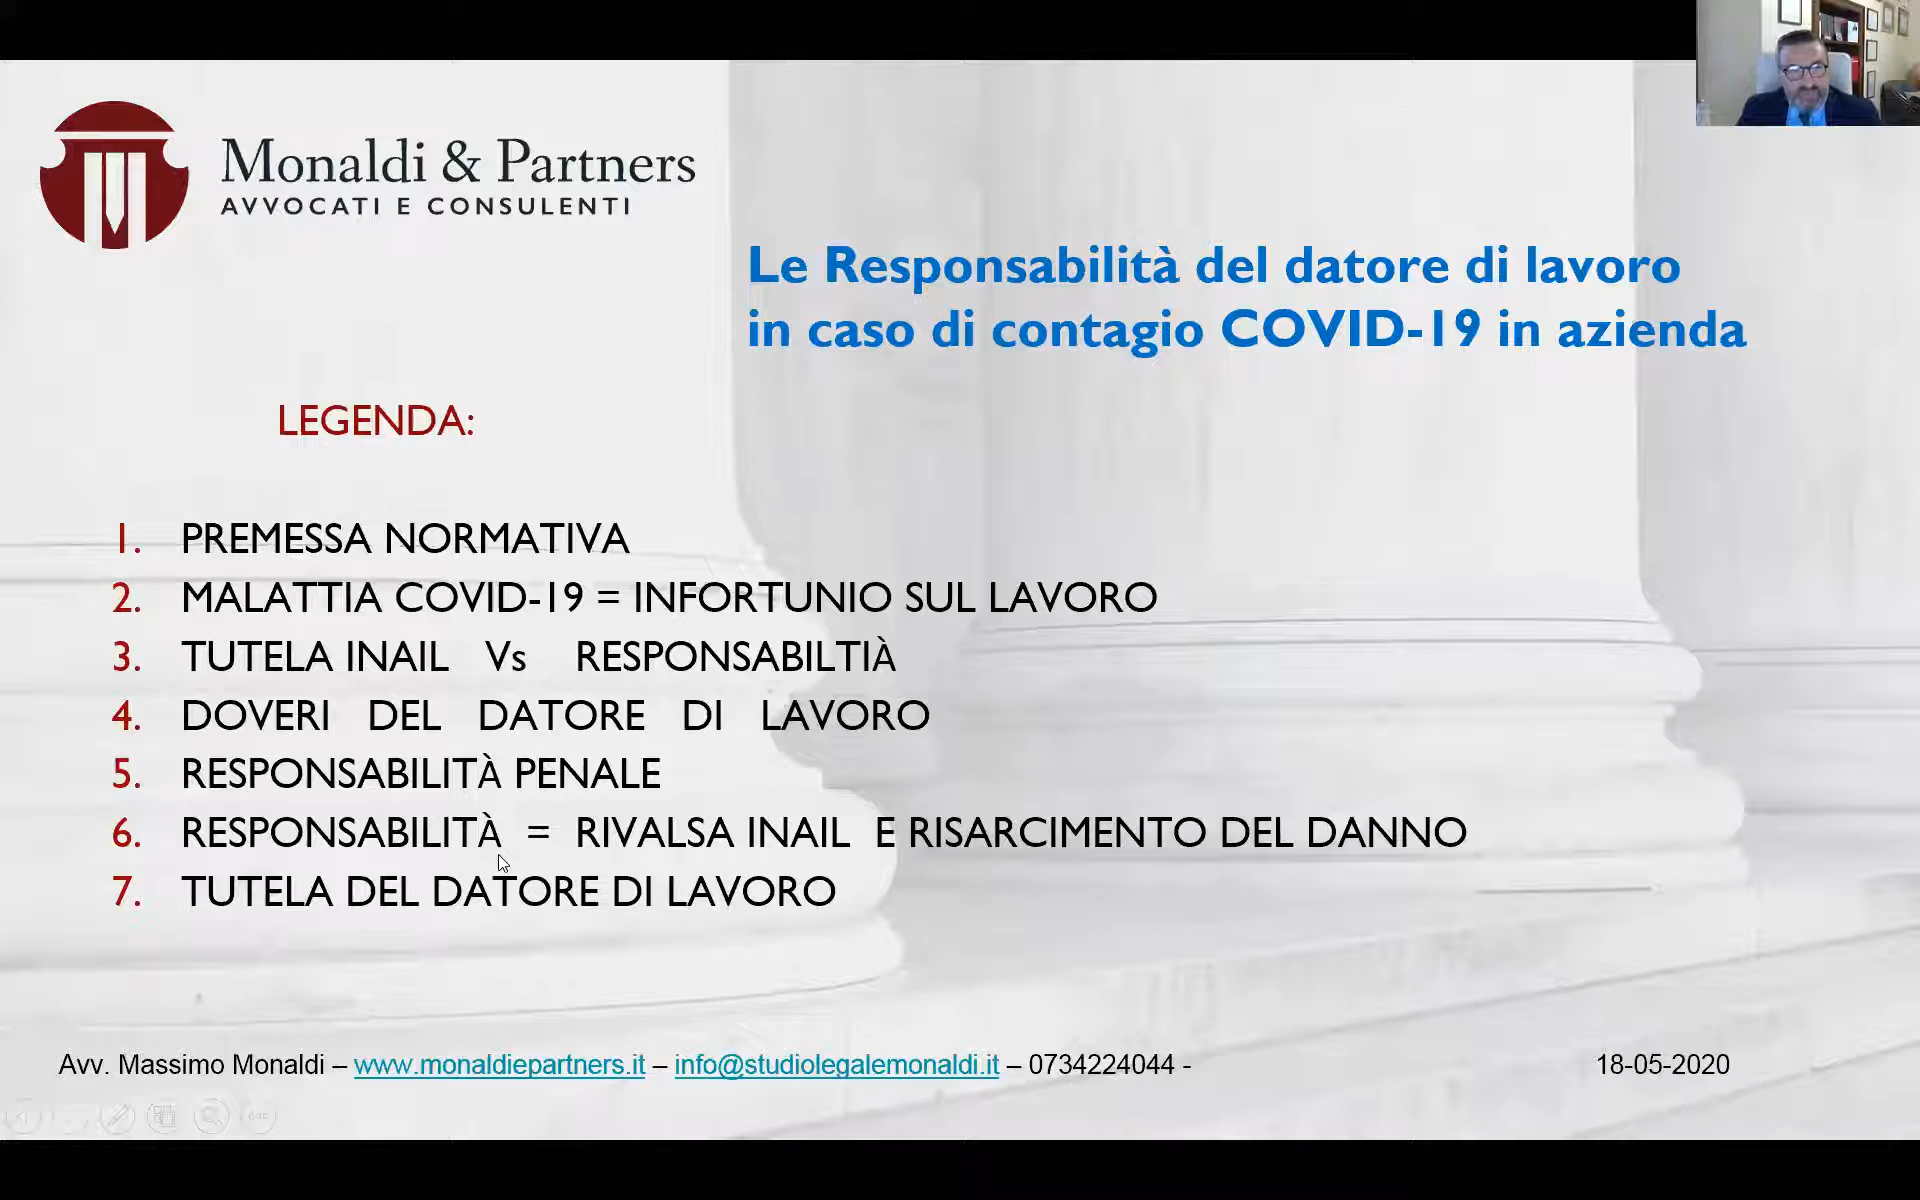 Monaldi & Partners
AVVOCATI E CONSULENTI
Le Responsabilità del datore di lavoro
in caso di contagio COVID-19 in azienda
LEGENDA:
1. PREMESSA NORMATIVA
2. MALATTIA COVID-19 = INFORTUNIO SUL LAVORO
3. TUTELA INAIL Vs RESPONSABILTIÀ
4. DOVERI DEL DATORE DI LAVORO
5. RESPONSABILITÀ PENALE
6. RESPONSABILITÀ = RIVALSA INAIL E RISARCIMENTO DEL DANNO
7. TUTELA DEL DATORE DI LAVORO
Avv. Massimo Monaldi – www.monaldiepartners.it – info@studiolegalemonaldi.it – 0734224044 - 18-05-2020